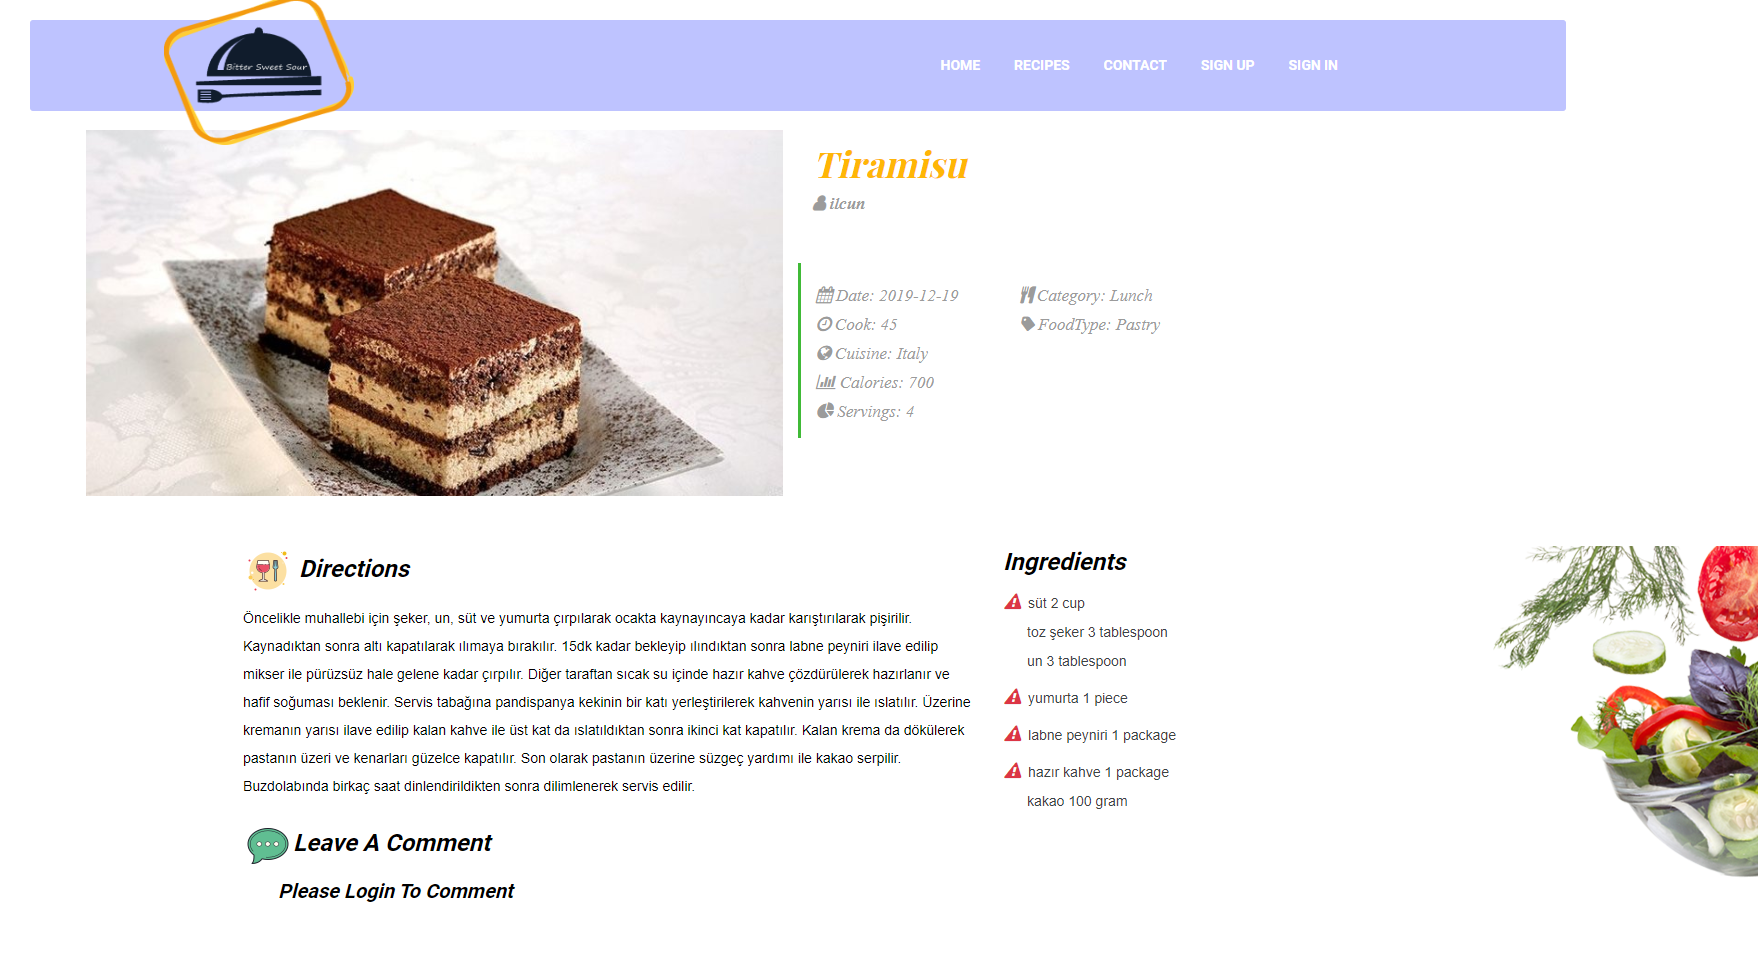 Bitter Sweet Sour
HOME RECIPES CONTACT SIGN UP SIGN IN
Tiramisu
ilcun
Date: 2019-12-19
Cook: 45
Cuisine: Italy
Calories: 700
Servings: 4
Category: Lunch
FoodType: Pastry
Directions
Öncelikle muhallebi için şeker, un, süt ve yumurta çırpılarak ocakta kaynayıncaya kadar karıştırılarak pişirilir.
Kaynadıktan sonra altı kapatılarak ılımaya bırakılır. 15dk kadar bekleyip ılındıktan sonra labne peyniri ilave edilip
mikser ile pürüzsüz hale gelene kadar çırpılır. Diğer taraftan sıcak su içinde hazır kahve çözdürülerek hazırlanır ve
hafif soğuması beklenir. Servis tabağına pandispanya kekinin bir katı yerleştirilerek kahvenin yarısı ile ıslatılır. Üzerine
kremanın yarısı ilave edilip kalan kahve ile üst kat da ıslatıldıktan sonra ikinci kat kapatılır. Kalan krema da dökülerek
pastanın üzeri ve kenarları güzelce kapatılır. Son olarak pastanın üzerine süzgeç yardımı ile kakao serpilir.
Buzdolabında birkaç saat dinlendirildikten sonra dilimlenerek servis edilir.
Ingredients
süt 2 cup
toz şeker 3 tablespoon
un 3 tablespoon
yumurta 1 piece
labne peyniri 1 package
hazır kahve 1 package
kakao 100 gram
Leave A Comment
Please Login To Comment